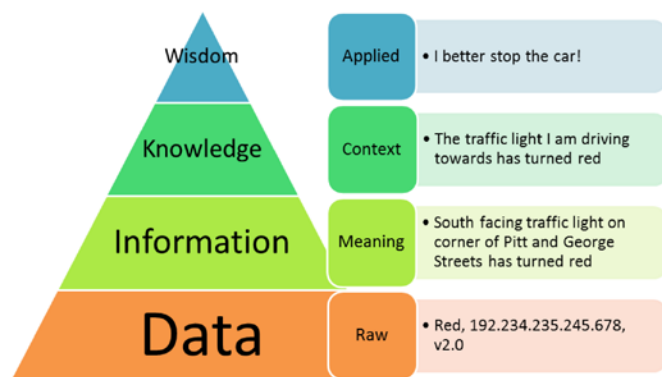 Wisdom
Applied
• I better stop the car!
Knowledge
Context
• The traffic light I am driving
towards has turned red
Information
Meaning
• South facing traffic light on
corner of Pitt and George
Streets has turned red
Data
Raw
• Red, 192.234.235.245.678,
v2.0